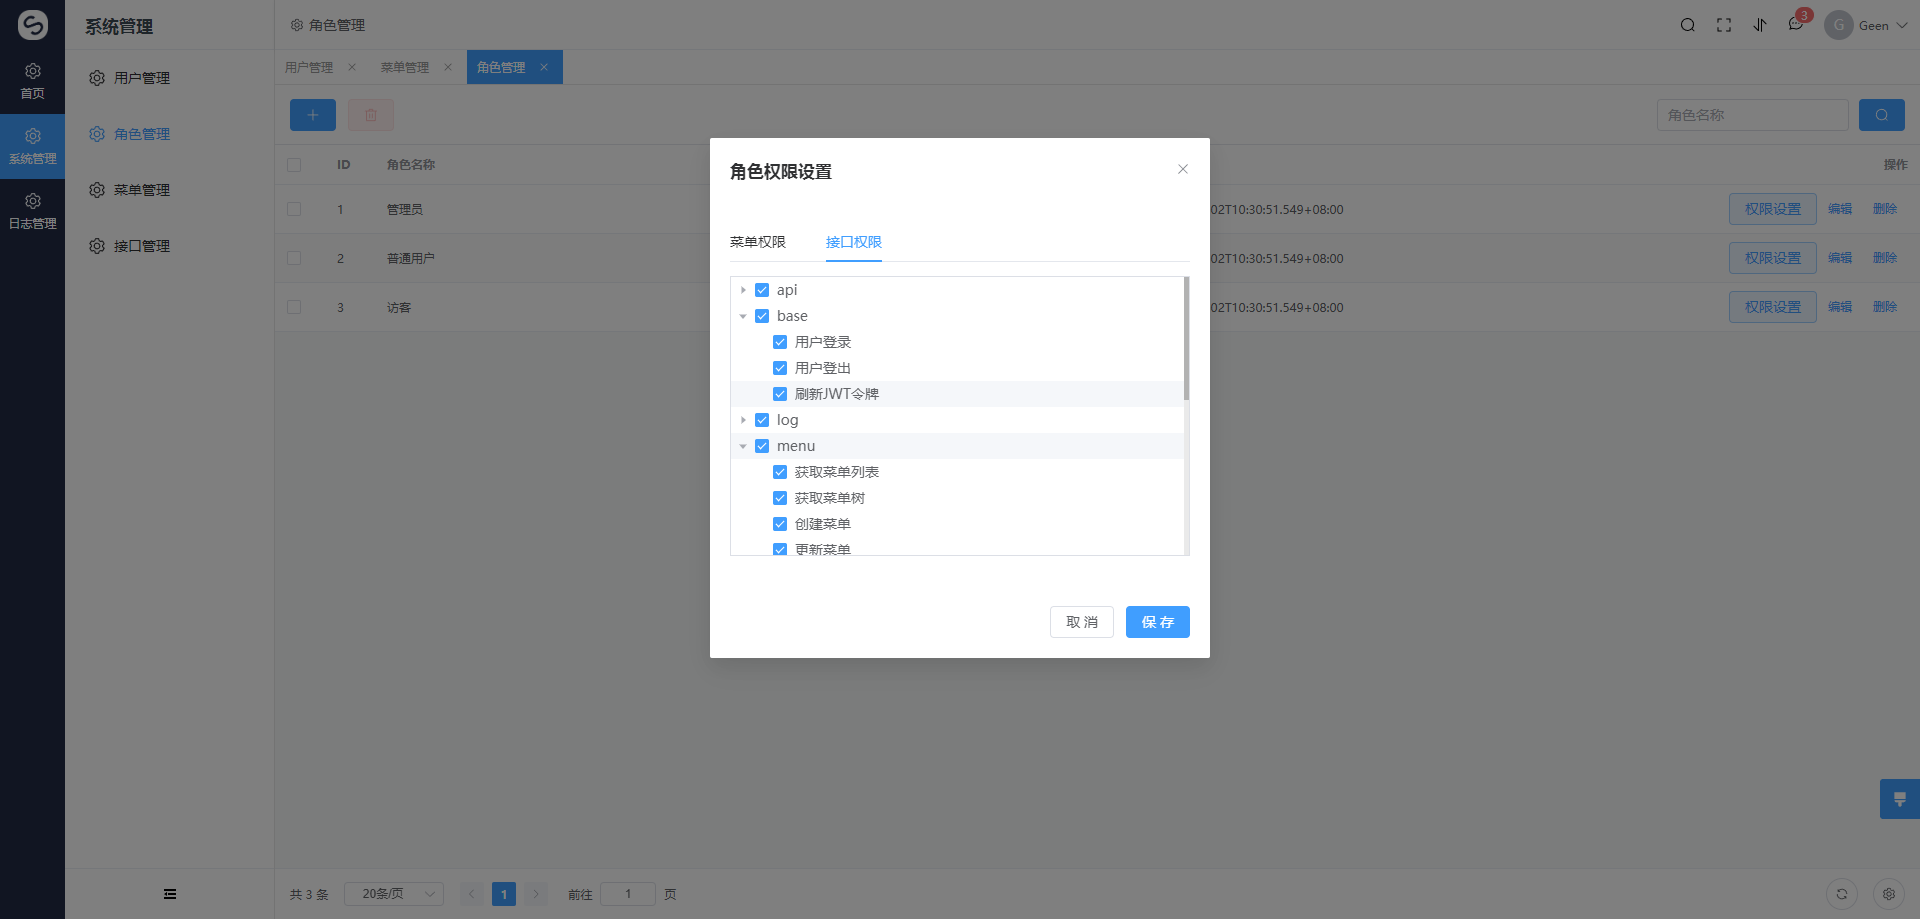 系统管理
角色管理
3
G
Geen
首页
系统管理
日志管理
用户管理
角色管理
菜单管理
接口管理
用户管理
菜单管理
角色管理
角色名称
ID
角色名称
操作
1
管理员
02T10:30:51.549+08:00
权限设置
编辑
删除
2
普通用户
02T10:30:51.549+08:00
权限设置
编辑
删除
3
访客
02T10:30:51.549+08:00
权限设置
编辑
删除
角色权限设置
菜单权限
接口权限
api
base
用户登录
用户登出
刷新JWT令牌
log
menu
获取菜单列表
获取菜单树
创建菜单
更新菜单
取 消
保 存
共 3 条
20条/页
1
前往
1
页